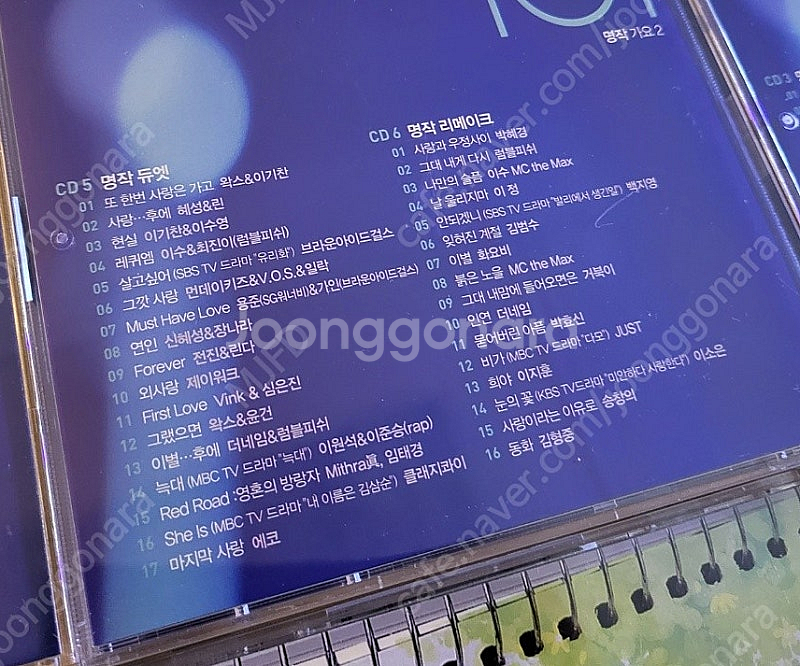 명작 가요 2
CD 5 명작 듀엣
01 또 한번 사랑은 가고 왁스&이기찬
02 사랑…후에 혜성&린
03 현실 이기찬&이수영
04 레퀴엠 이수&최진이(럼블피쉬)
05 살고싶어 (SBS TV 드라마 "유리화") 브라운아이드걸스
06 그깟 사랑 먼데이키즈&V.O.S.&일락
07 Must Have Love 용준(SG워너비)&가인(브라운아이드걸스)
08 연인 신혜성&장나라
09 Forever 전진&린다
10 외사랑 제이워크
11 First Love Vink & 심은진
12 그랬으면 왁스&윤건
13 이별…후에 더네임&럼블피쉬
14 늑대 (MBC TV 드라마 "늑대") 이원석&이준승(rap)
15 Red Road :영혼의 방랑자 Mithra眞, 임태경
16 She Is (MBC TV 드라마 "내 이름은 김삼순") 클래지콰이
17 마지막 사랑 에코
CD 6 명작 리메이크
01 사랑과 우정사이 박혜경
02 그대 내게 다시 럼블피쉬
03 나만의 슬픔 이수 MC the Max
04 날 울리지마 이 정
05 안되겠니 (SBS TV 드라마 "발리에서 생긴일") 백지영
06 잊혀진 계절 김범수
07 이별 화요비
08 붉은 노을 MC the Max
09 그대 내맘에 들어오면은 거북이
10 인연 더네임
11 물어버린 아픔 박효신
12 비가 (MBC TV 드라마 "다모") JUST
13 희야 이지훈
14 눈의 꽃 (KBS TV드라마 "미안하다 사랑한다") 이소은
15 사랑이라는 이유로 송창의
16 동화 김형중
CD 3
01
joonggonara
cafe.naver.com/joonggonara